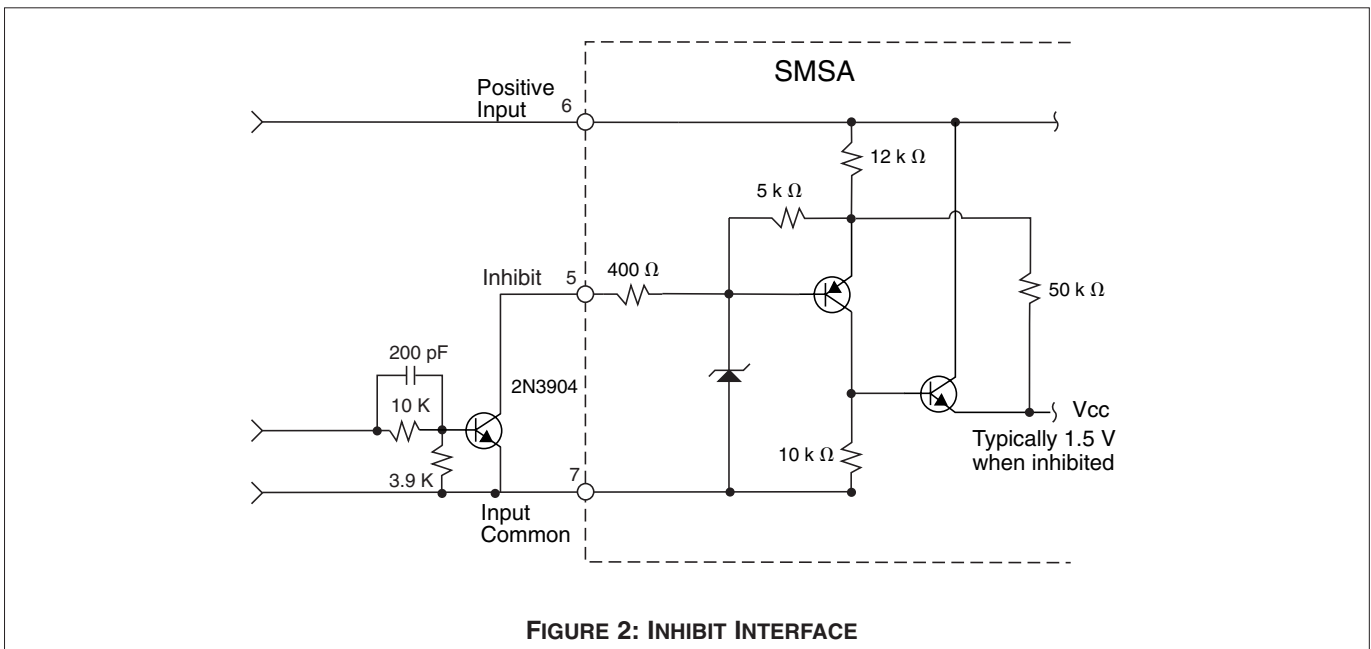 SMSA
Positive
Input
6
12 k Ω
5 k Ω
Inhibit
5
400 Ω
50 k Ω
200 pF
2N3904
10 K
Vcc
Typically 1.5 V
when inhibited
10 k Ω
3.9 K
7
Input
Common
FIGURE 2: INHIBIT INTERFACE